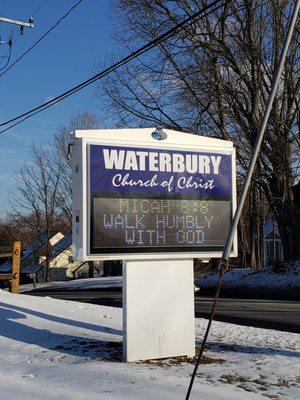 WATERBURY
Church of Christ
MICAH 6:8
WALK HUMBLY
WITH GOD